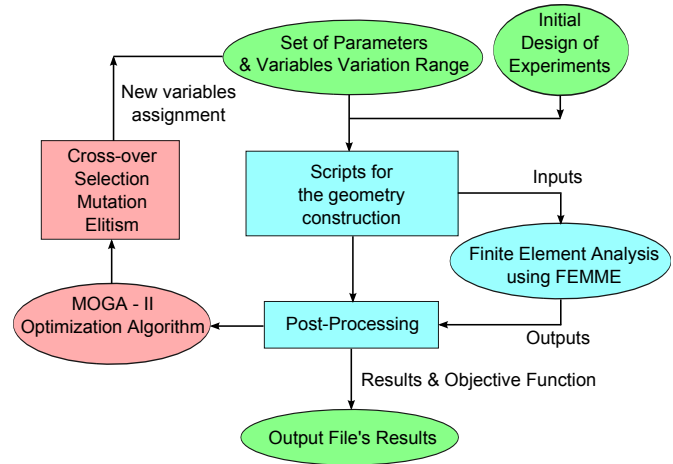 Set of Parameters
& Variables Variation Range
Initial
Design of
Experiments
New variables
assignment
Cross-over
Selection
Mutation
Elitism
Scripts for
the geometry
construction
Inputs
Finite Element Analysis
using FEMME
MOGA - II
Optimization Algorithm
Post-Processing
Outputs
Results & Objective Function
Output File's Results